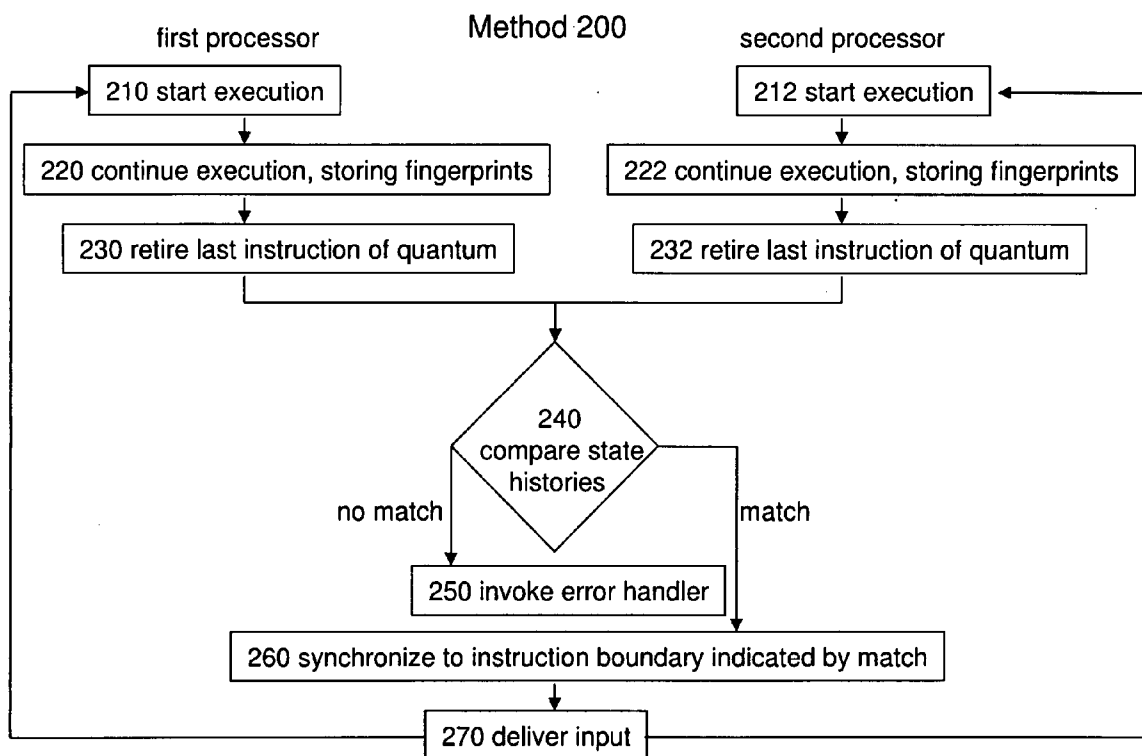 Method 200
first processor
second processor
210 start execution
212 start execution
220 continue execution, storing fingerprints
222 continue execution, storing fingerprints
230 retire last instruction of quantum
232 retire last instruction of quantum
240
compare state
histories
no match
match
250 invoke error handler
260 synchronize to instruction boundary indicated by match
270 deliver input